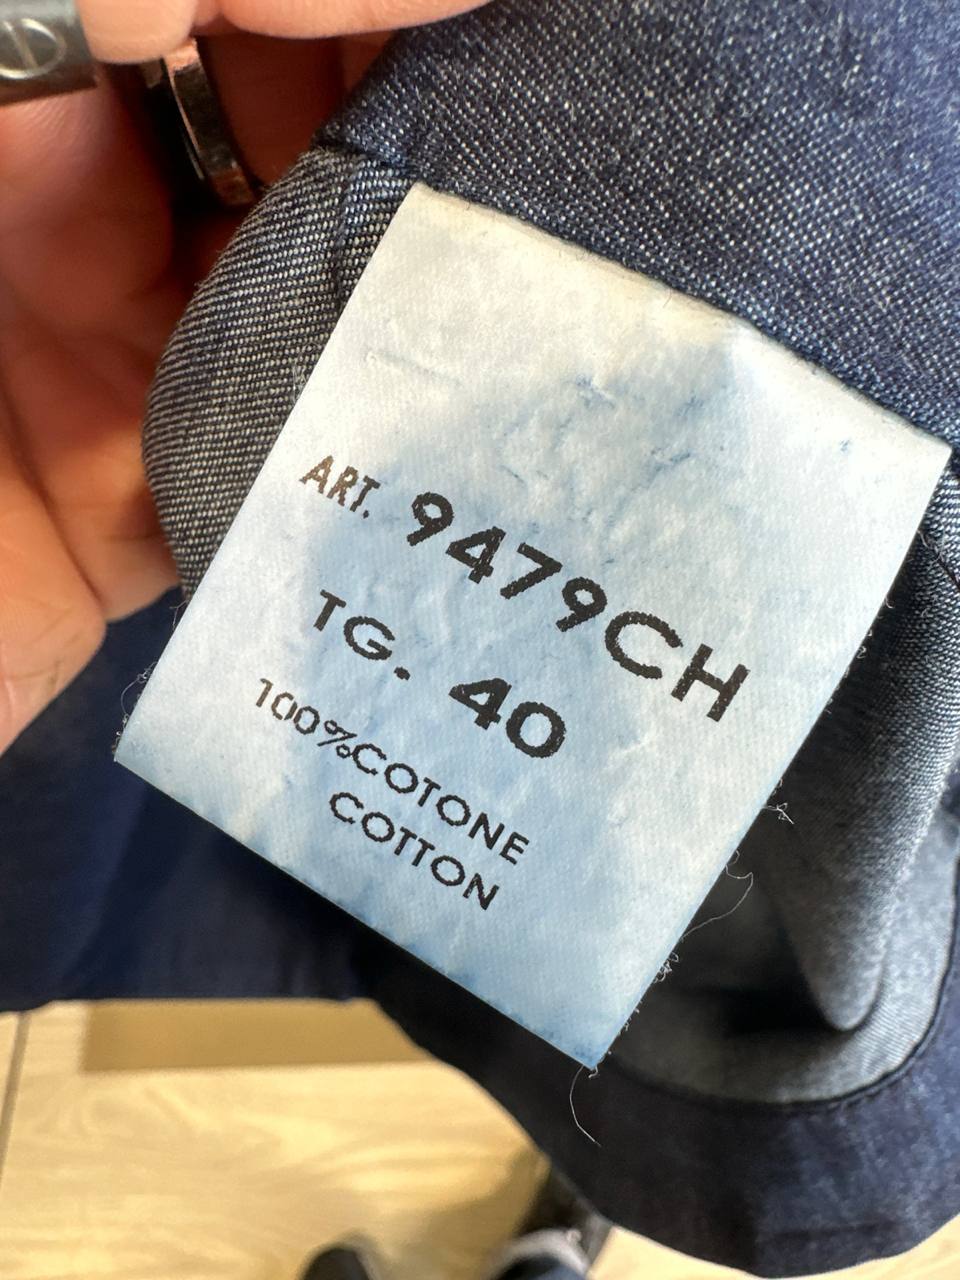 ART. 9479CH
TG. 40
100%COTONE
COTTON